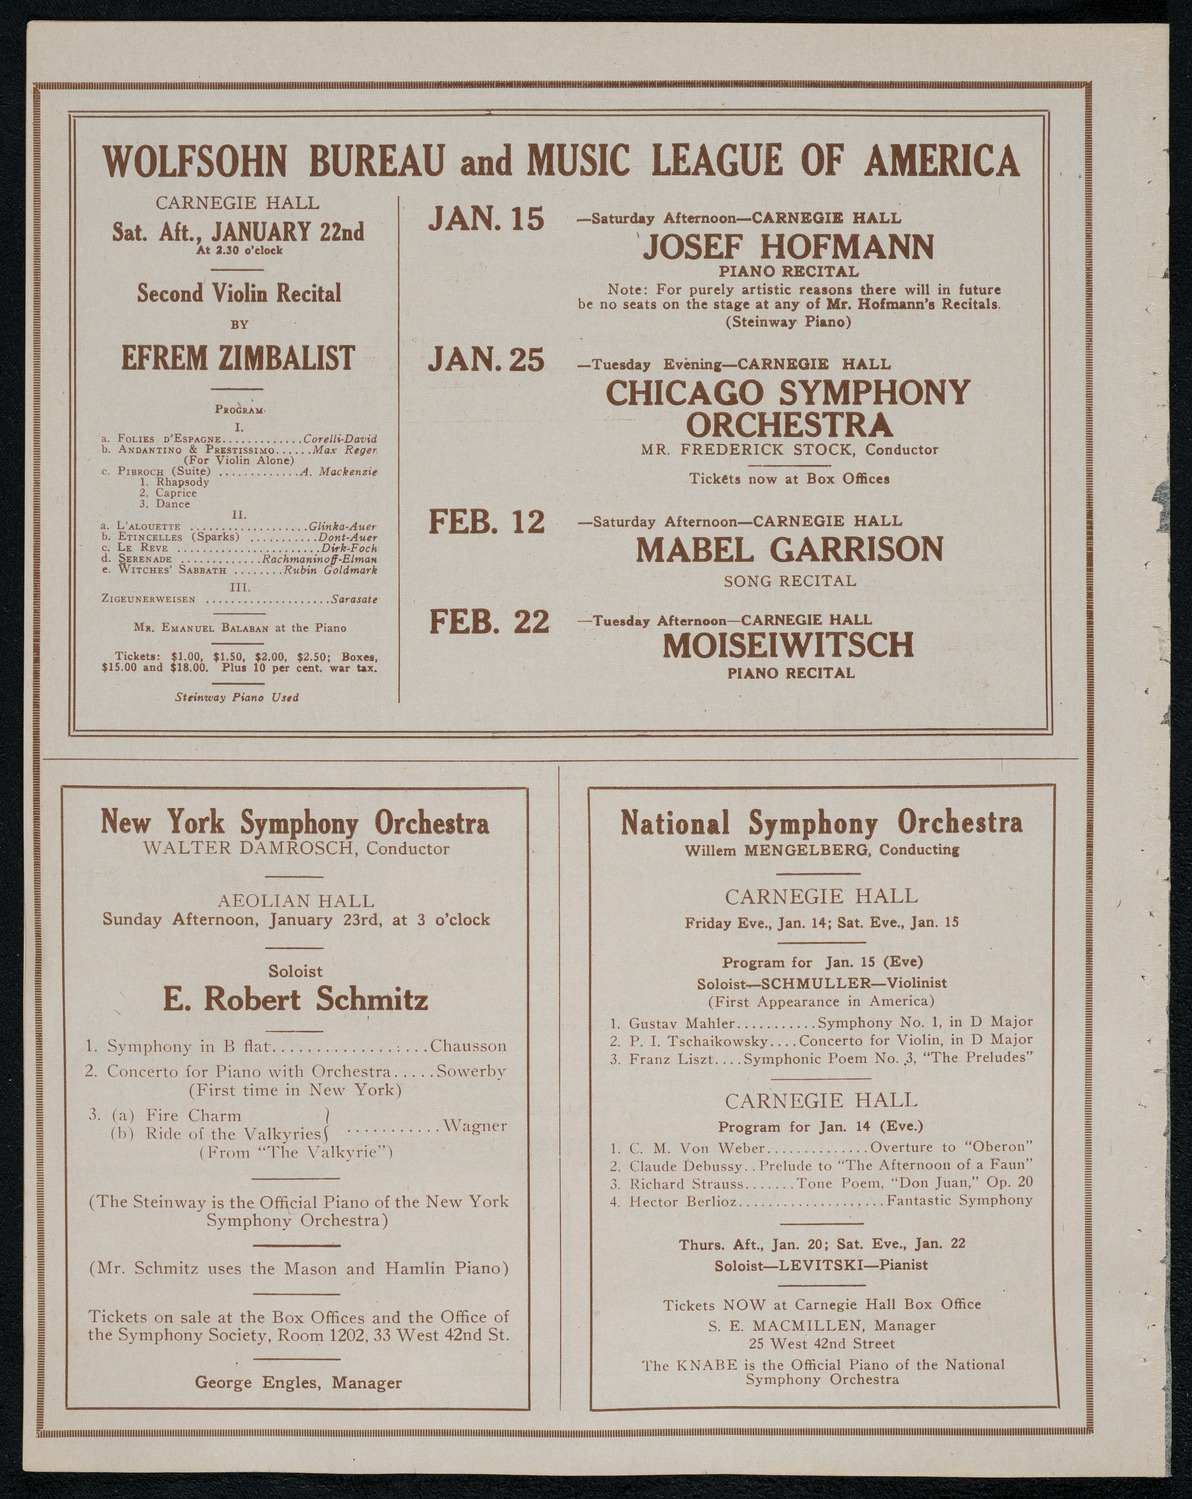 WOLFSOHN BUREAU and MUSIC LEAGUE OF AMERICA
CARNEGIE HALL
Sat. Aft., JANUARY 22nd
At 2.30 o'clock
Second Violin Recital
BY
EFREM ZIMBALIST
PROGRAM
I.
a. FOLIES D'ESPAGNE............Corelli-David
b. ANDANTINO & PRESTISSIMO......Max Reger
(For Violin Alone)
c. PIBROCH (Suite) ............A. Mackenzie
1. Rhapsody
2. Caprice
3. Dance
II.
a. L'ALOUETTE ..................Glinka-Auer
b. ETINCELLES (Sparks) ..........Dont-Auer
c. LE REVE ......................Dirk-Foch
d. SERENADE ............Rachmaninoff-Elman
e. WITCHES' SABBATH ........Rubin Goldmark
III.
ZIGEUNERWEISEN ...................Sarasate
MR. EMANUEL BALABAN at the Piano
Tickets: $1.00, $1.50, $2.00, $2.50; Boxes,
$15.00 and $18.00. Plus 10 per cent. war tax.
Steinway Piano Used
JAN. 15 —Saturday Afternoon—CARNEGIE HALL
JOSEF HOFMANN
PIANO RECITAL
Note: For purely artistic reasons there will in future
be no seats on the stage at any of Mr. Hofmann's Recitals.
(Steinway Piano)
JAN. 25 —Tuesday Evening—CARNEGIE HALL
CHICAGO SYMPHONY
ORCHESTRA
MR. FREDERICK STOCK, Conductor
Tickets now at Box Offices
FEB. 12 —Saturday Afternoon—CARNEGIE HALL
MABEL GARRISON
SONG RECITAL
FEB. 22 —Tuesday Afternoon—CARNEGIE HALL
MOISEIWITSCH
PIANO RECITAL
New York Symphony Orchestra
WALTER DAMROSCH, Conductor
AEOLIAN HALL
Sunday Afternoon, January 23rd, at 3 o'clock
Soloist
E. Robert Schmitz
1. Symphony in B flat.................Chausson
2. Concerto for Piano with Orchestra.....Sowerby
(First time in New York)
3. (a) Fire Charm
(b) Ride of the Valkyries ...........Wagner
(From "The Valkyrie")
(The Steinway is the Official Piano of the New York
Symphony Orchestra)
(Mr. Schmitz uses the Mason and Hamlin Piano)
Tickets on sale at the Box Offices and the Office of
the Symphony Society, Room 1202, 33 West 42nd St.
George Engles, Manager
National Symphony Orchestra
Willem MENGELBERG, Conducting
CARNEGIE HALL
Friday Eve., Jan. 14; Sat. Eve., Jan. 15
Program for Jan. 15 (Eve)
Soloist—SCHMULLER—Violinist
(First Appearance in America)
1. Gustav Mahler...........Symphony No. 1, in D Major
2. P. I. Tschaikowsky....Concerto for Violin, in D Major
3. Franz Liszt....Symphonic Poem No. 3, "The Preludes"
CARNEGIE HALL
Program for Jan. 14 (Eve.)
1. C. M. Von Weber..............Overture to "Oberon"
2. Claude Debussy..Prelude to "The Afternoon of a Faun"
3. Richard Strauss.......Tone Poem, "Don Juan," Op. 20
4. Hector Berlioz....................Fantastic Symphony
Thurs. Aft., Jan. 20; Sat. Eve., Jan. 22
Soloist—LEVITSKI—Pianist
Tickets NOW at Carnegie Hall Box Office
S. E. MACMILLEN, Manager
25 West 42nd Street
The KNABE is the Official Piano of the National
Symphony Orchestra